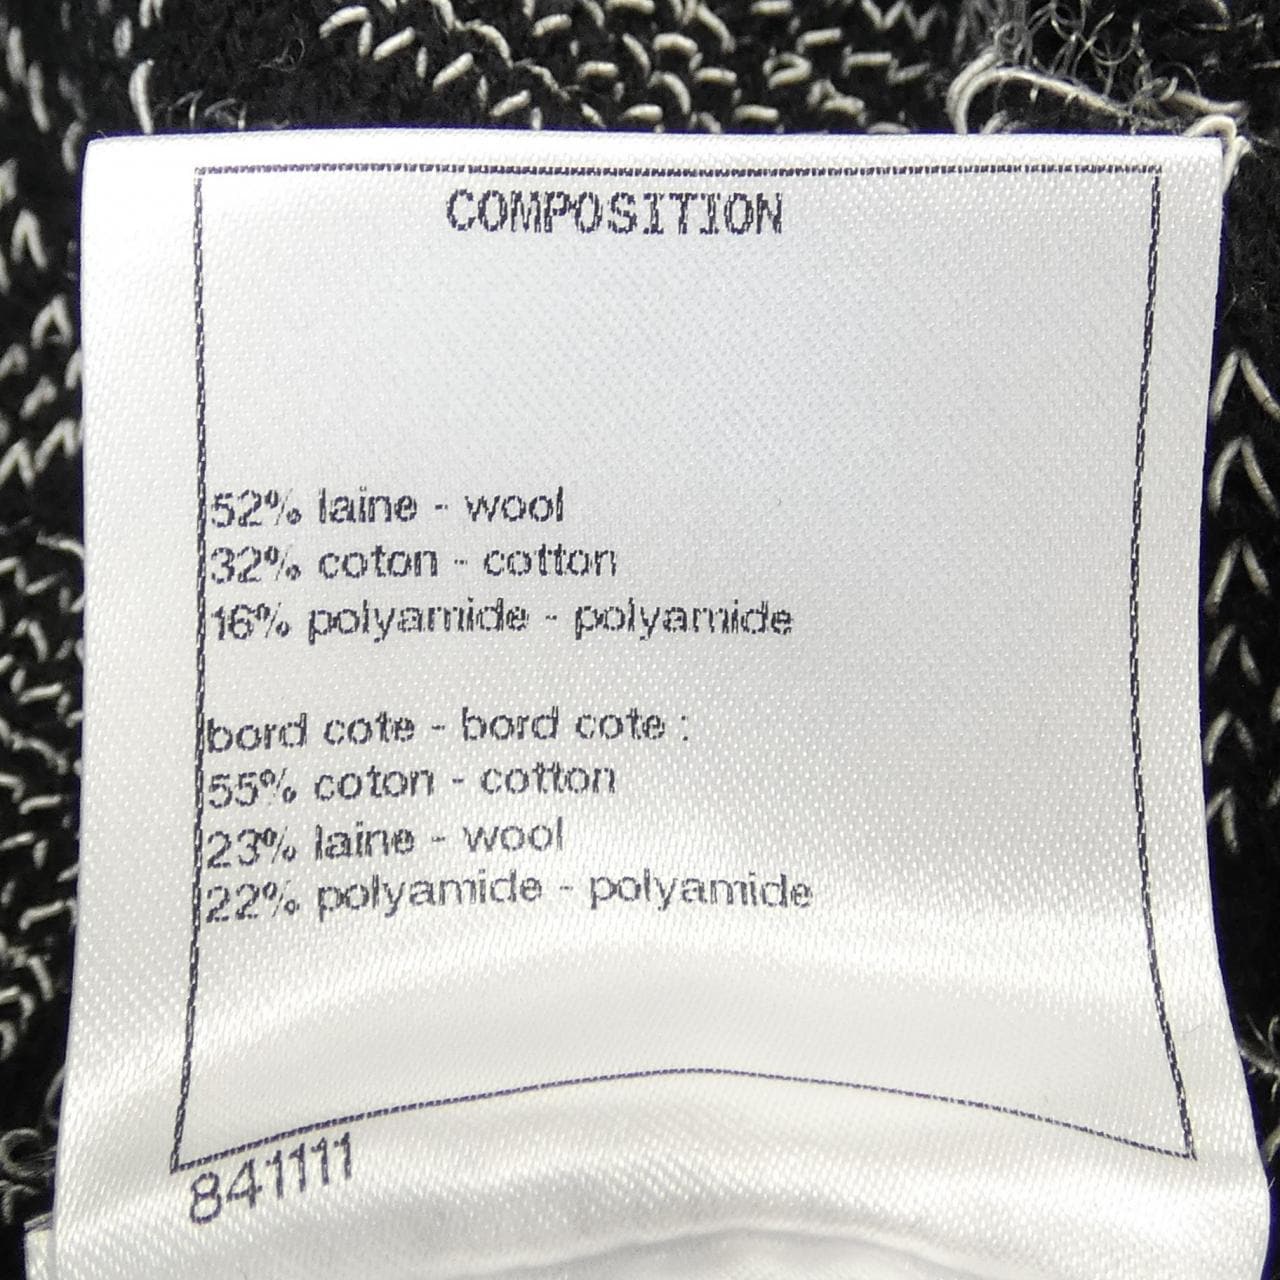 COMPOSITION
52% laine - wool
32% coton - cotton
16% polyamide - polyamide
bord cote - bord cote :
55% coton - cotton
23% laine - wool
22% polyamide - polyamide
841111